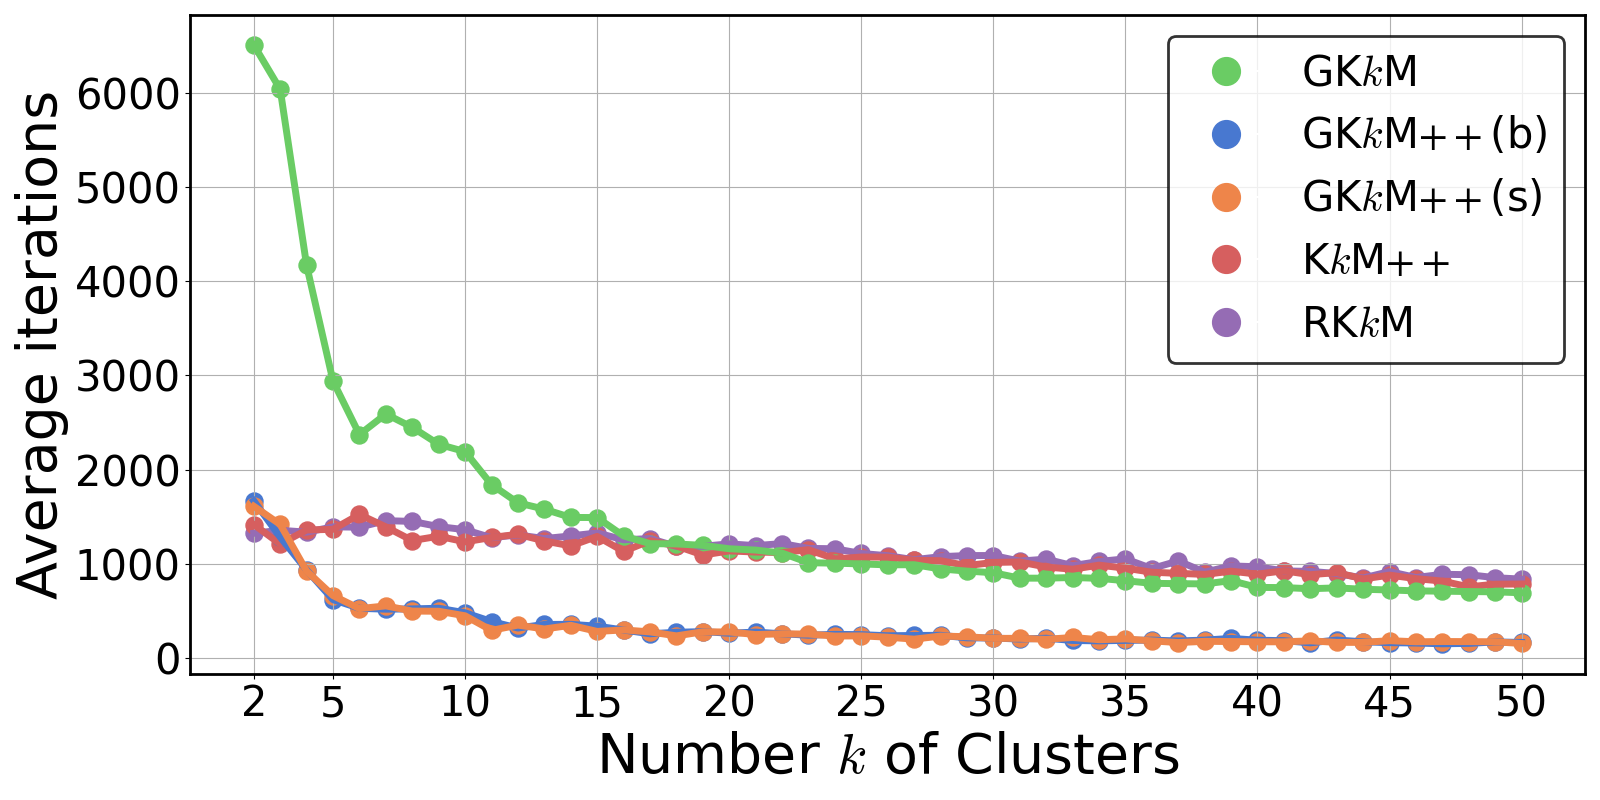 Average iterations
6000
5000
4000
3000
2000
1000
0
2 5 10 15 20 25 30 35 40 45 50
Number k of Clusters
GKkM
GKkM++(b)
GKkM++(s)
KkM++
RKkM